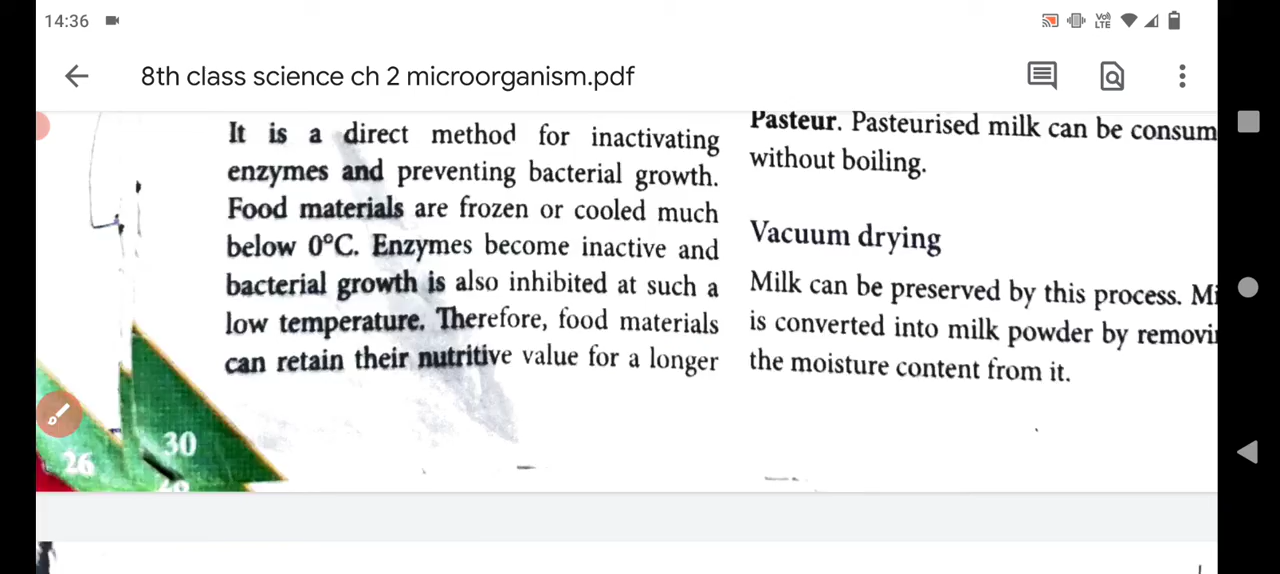 14:36
Vo) LTE
8th class science ch 2 microorganism.pdf
It is a direct method for inactivating
enzymes and preventing bacterial growth.
Food materials are frozen or cooled much
below 0°C. Enzymes become inactive and
bacterial growth is also inhibited at such a
low temperature. Therefore, food materials
can retain their nutritive value for a longer
30
26
Pasteur. Pasteurised milk can be consum
without boiling.
Vacuum drying
Milk can be preserved by this process. Mi
is converted into milk powder by removi
the moisture content from it.